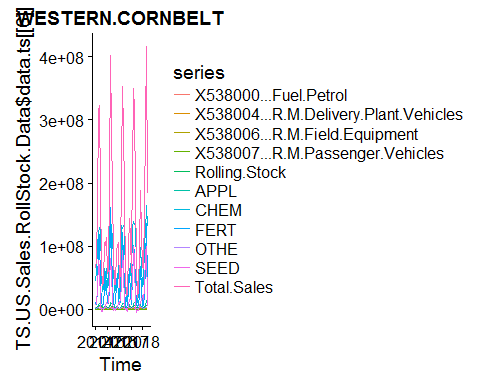 WESTERN.CORNBELT
TS.US.Sales.RollStock.Data$data.ts[[
4e+08
3e+08
2e+08
1e+08
0e+00
Time
series
X538000...Fuel.Petrol
X538004...R.M.Delivery.Plant.Vehicles
X538006...R.M.Field.Equipment
X538007...R.M.Passenger.Vehicles
Rolling.Stock
APPL
CHEM
FERT
OTHE
SEED
Total.Sales